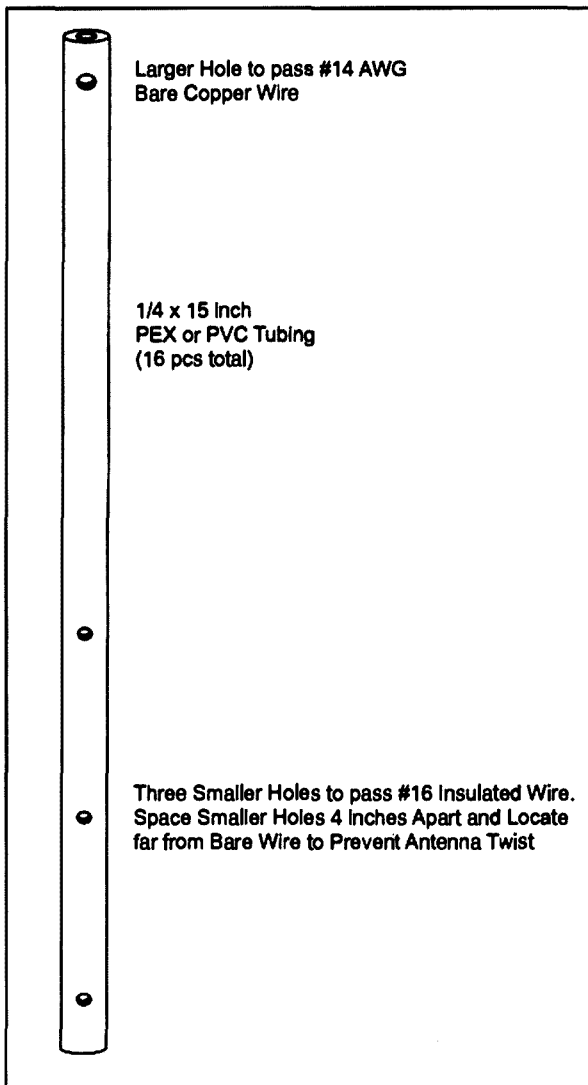 Larger Hole to pass #14 AWG
Bare Copper Wire
1/4 x 15 Inch
PEX or PVC Tubing
(16 pcs total)
Three Smaller Holes to pass #16 Insulated Wire.
Space Smaller Holes 4 Inches Apart and Locate
far from Bare Wire to Prevent Antenna Twist